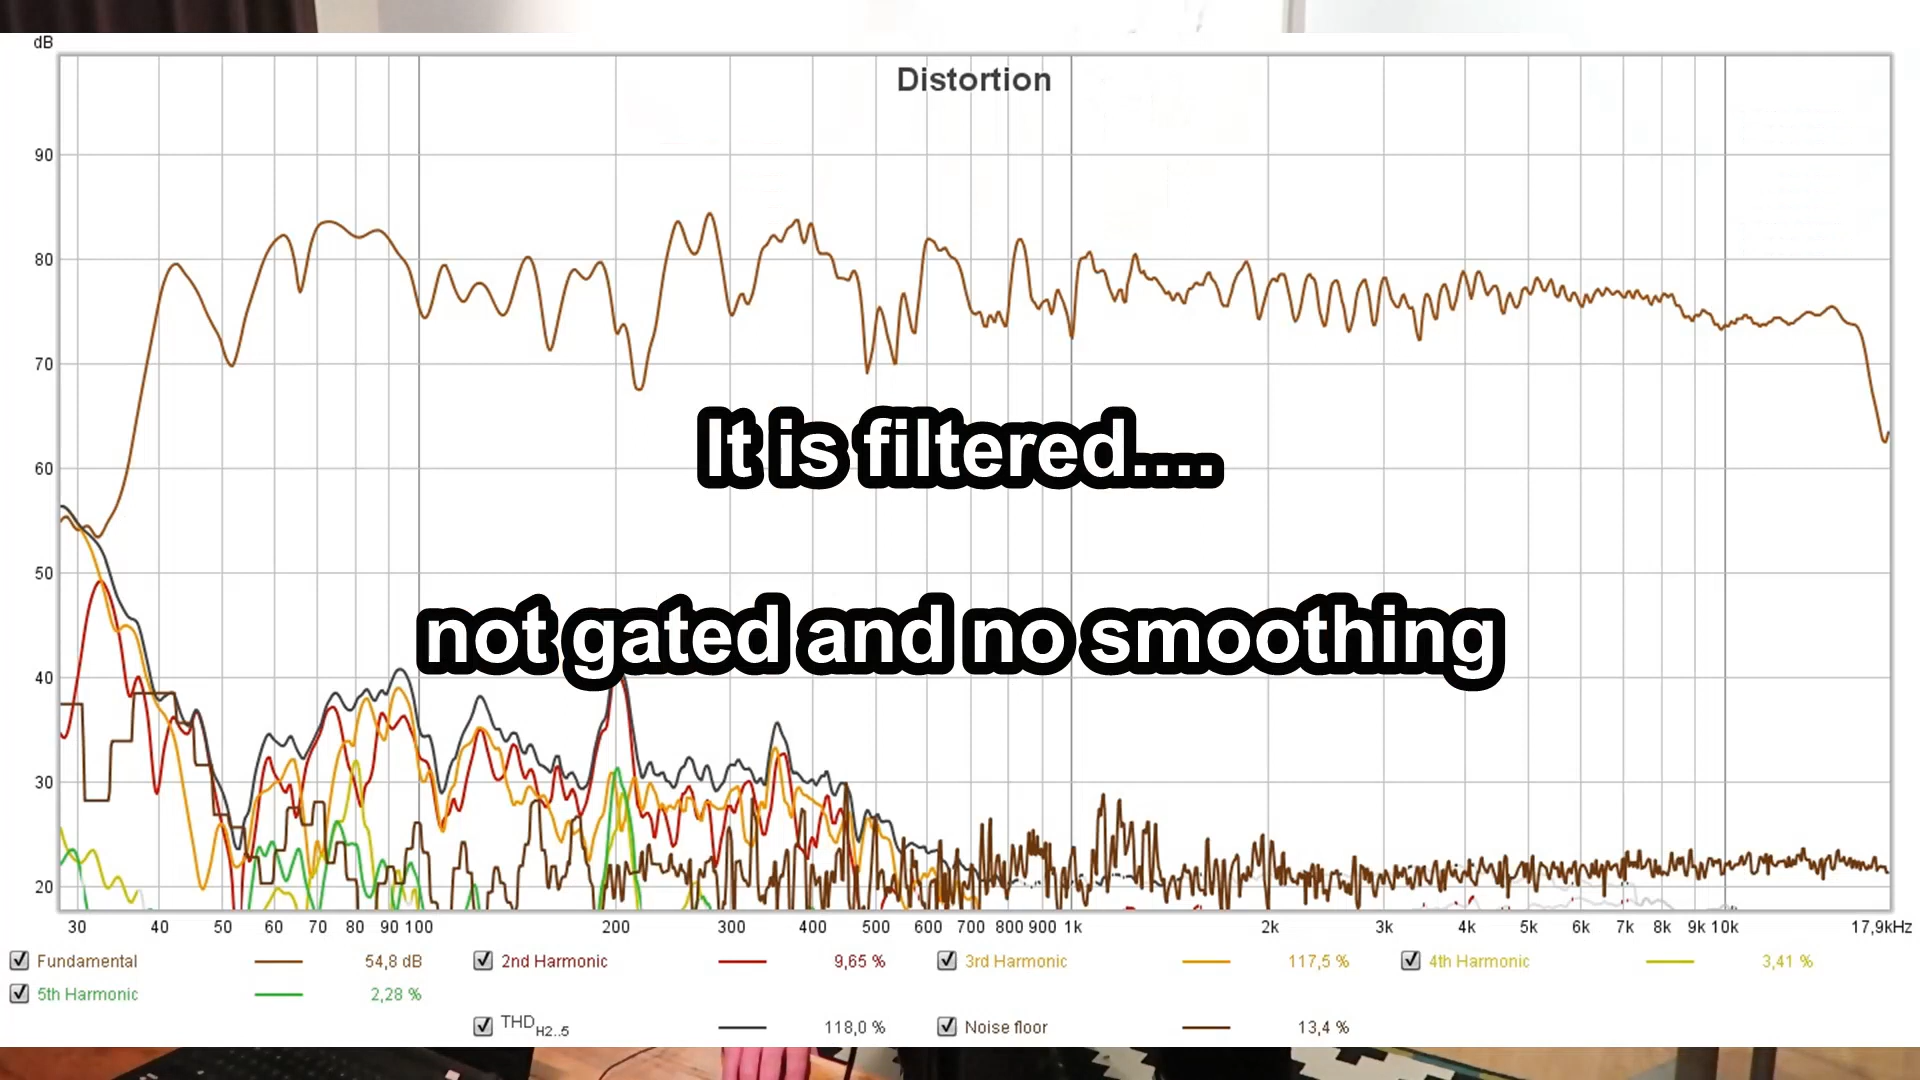 dB
Distortion
90
80
70
60
50
40
30
20
It is filtered....
not gated and no smoothing
30 40 50 60 70 80 90 100 200 300 400 500 600 700 800 900 1k 2k 3k 4k 5k 6k 7k 8k 9k 10k 17,9kHz
Fundamental 54,8 dB 2nd Harmonic 9,65 % 3rd Harmonic 117,5 % 4th Harmonic 3,41 %
5th Harmonic 2,28 %
THD H2..5 118,0 % Noise floor 13,4 %